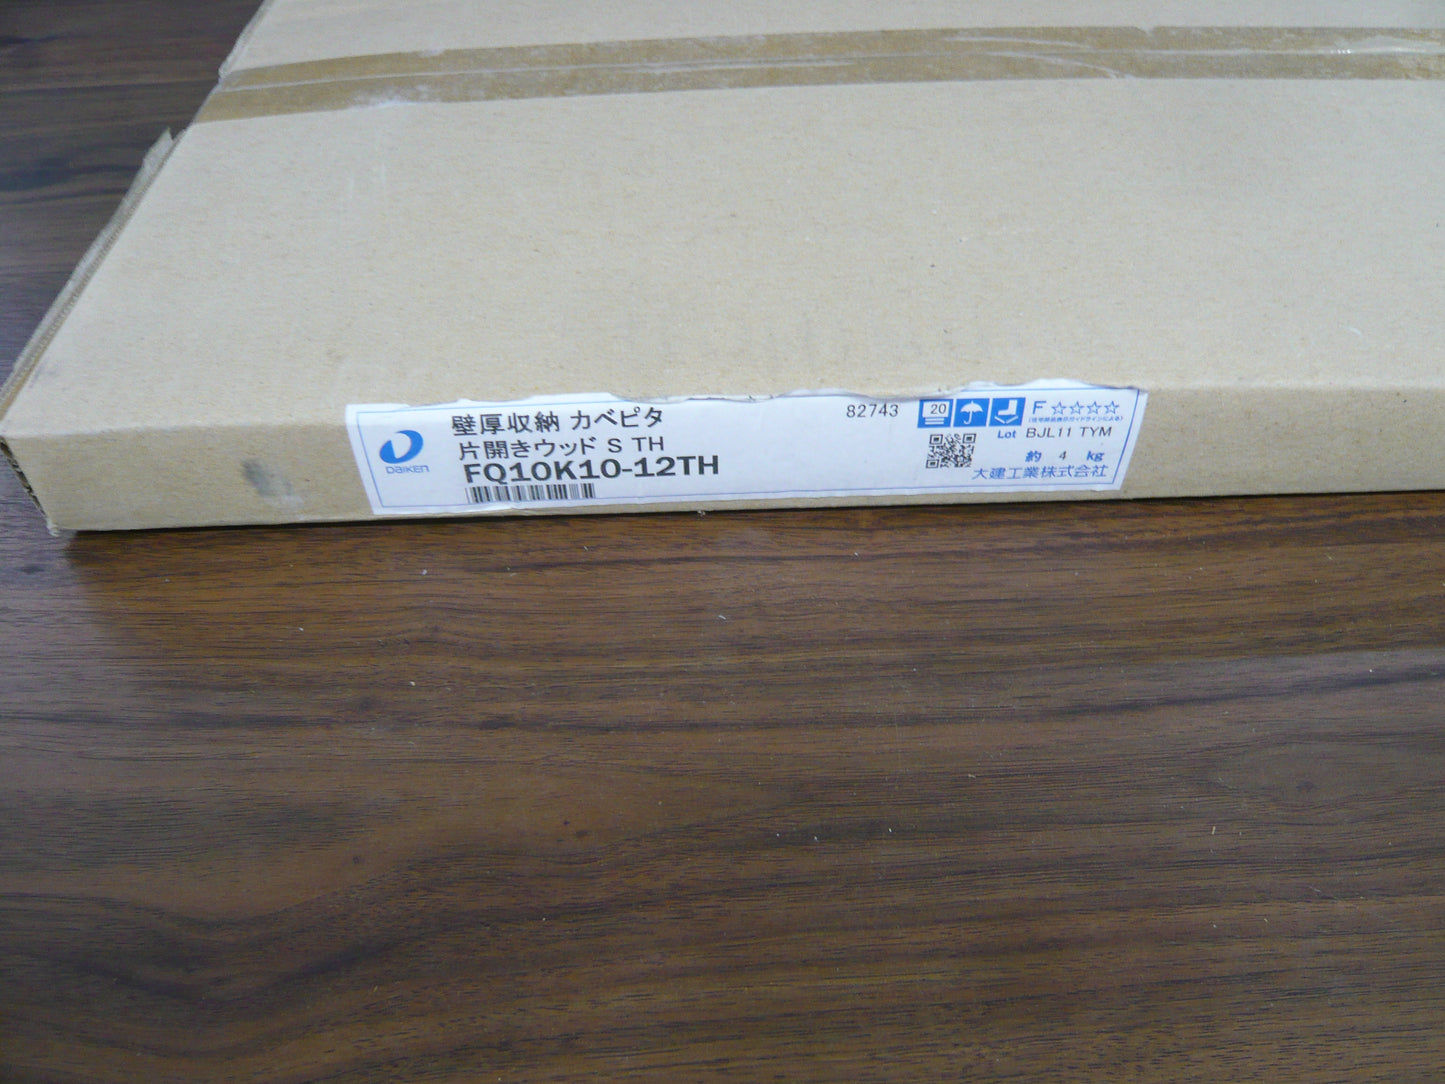 DAIKEN
壁厚収納 カベピタ
片開きウッド S TH
FQ10K10-12TH
82743
20
F☆☆☆☆
Lot BJL11 TYM
約 4 kg
大建工業株式会社